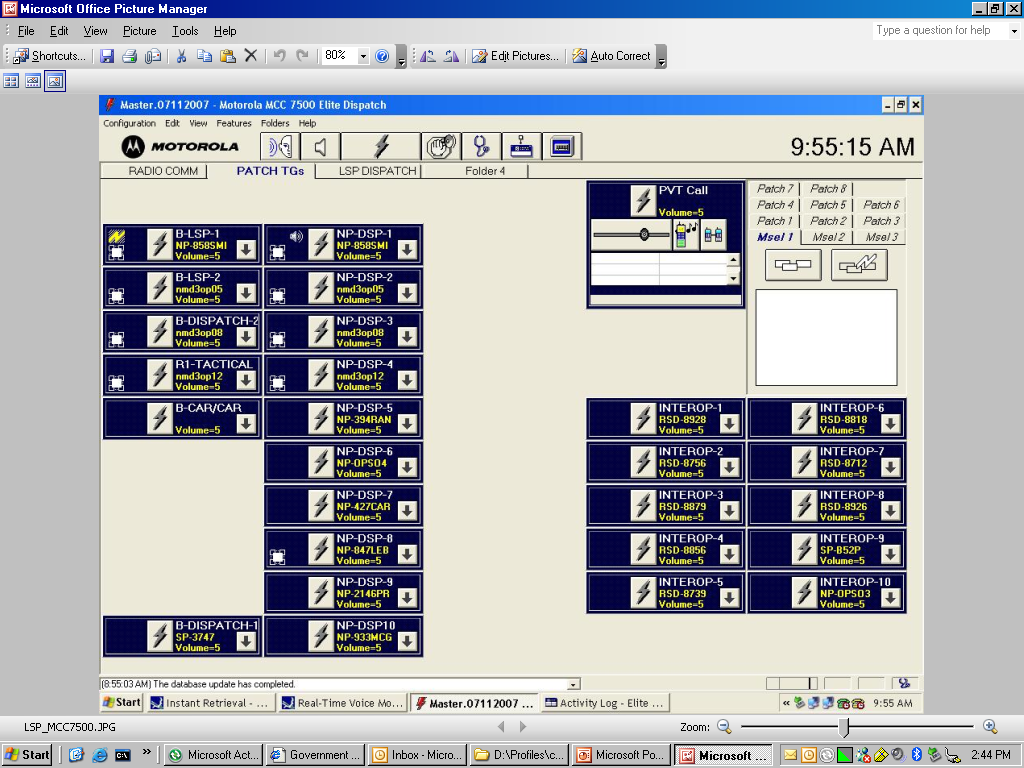 Microsoft Office Picture Manager
File Edit View Picture Tools Help
Type a question for help
Shortcuts... 80% Edit Pictures... Auto Correct
Master.07112007 - Motorola MCC 7500 Elite Dispatch
Configuration Edit View Features Folders Help
MOTOROLA
9:55:15 AM
RADIO COMM PATCH TGs LSP DISPATCH Folder 4
PVT Call
Volume=5
Patch 7 Patch 8
Patch 4 Patch 5 Patch 6
Patch 1 Patch 2 Patch 3
Msel 1 Msel 2 Msel 3
B-LSP-1
NP-858SMI
Volume=5
NP-DSP-1
NP-858SMI
Volume=5
B-LSP-2
nmd3op05
Volume=5
NP-DSP-2
nmd3op05
Volume=5
B-DISPATCH-2
nmd3op08
Volume=5
NP-DSP-3
nmd3op08
Volume=5
R1-TACTICAL
nmd3op12
Volume=5
NP-DSP-4
nmd3op12
Volume=5
B-CAR/CAR
Volume=5
NP-DSP-5
NP-394RAN
Volume=5
NP-DSP-6
NP-OPSO4
Volume=5
NP-DSP-7
NP-427CAR
Volume=5
NP-DSP-8
NP-847LEB
Volume=5
NP-DSP-9
NP-2146PR
Volume=5
B-DISPATCH-1
SP-3747
Volume=5
NP-DSP10
NP-933MCG
Volume=5
INTEROP-1
RSD-8928
Volume=5
INTEROP-6
RSD-8818
Volume=5
INTEROP-2
RSD-8756
Volume=5
INTEROP-7
RSD-8712
Volume=5
INTEROP-3
RSD-8879
Volume=5
INTEROP-8
RSD-8926
Volume=5
INTEROP-4
RSD-8856
Volume=5
INTEROP-9
SP-B52P
Volume=5
INTEROP-5
RSD-8739
Volume=5
INTEROP-10
NP-OPSO3
Volume=5
(8:55:03 AM) The database update has completed.
Start Instant Retrieval - ... Real-Time Voice Mo... Master.07112007 ... Activity Log - Elite ... « 9:55 AM
LSP_MCC7500.JPG
Zoom:
Start » Microsoft Act... Government ... Inbox - Micro... D:\Profiles\c... Microsoft Po... Microsoft ... 2:44 PM